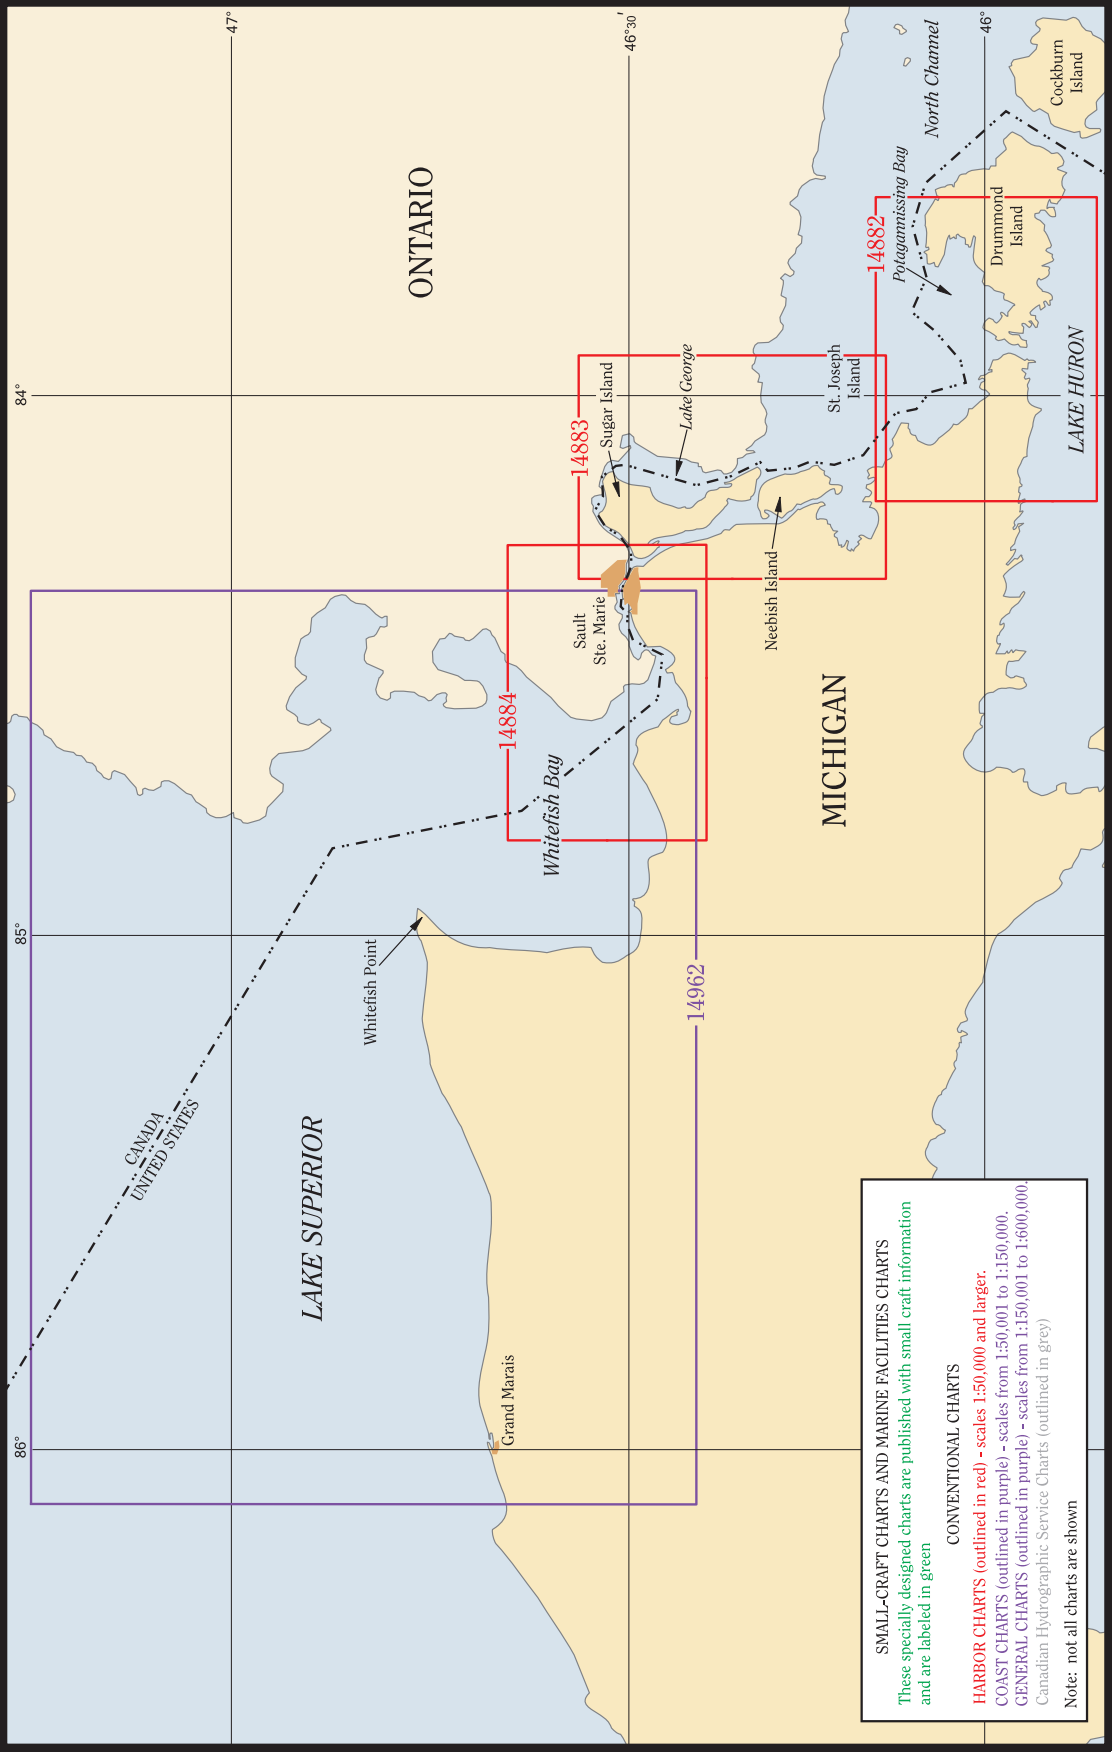 86°
85°
84°
47°
46°30'
46°
CANADA
UNITED STATES
LAKE SUPERIOR
Whitefish Point
Grand Marais
ONTARIO
14884
Whitefish Bay
14962
Sault
Ste. Marie
14883
Sugar Island
Lake George
Neebish Island
MICHIGAN
St. Joseph
Island
14882
Potagannissing Bay
North Channel
Drummond
Island
Cockburn
Island
LAKE HURON
SMALL-CRAFT CHARTS AND MARINE FACILITIES CHARTS
These specially designed charts are published with small craft information
and are labeled in green
CONVENTIONAL CHARTS
HARBOR CHARTS (outlined in red) - scales 1:50,000 and larger.
COAST CHARTS (outlined in purple) - scales from 1:50,001 to 1:150,000.
GENERAL CHARTS (outlined in purple) - scales from 1:150,001 to 1:600,000.
Canadian Hydrographic Service Charts (outlined in grey)
Note: not all charts are shown